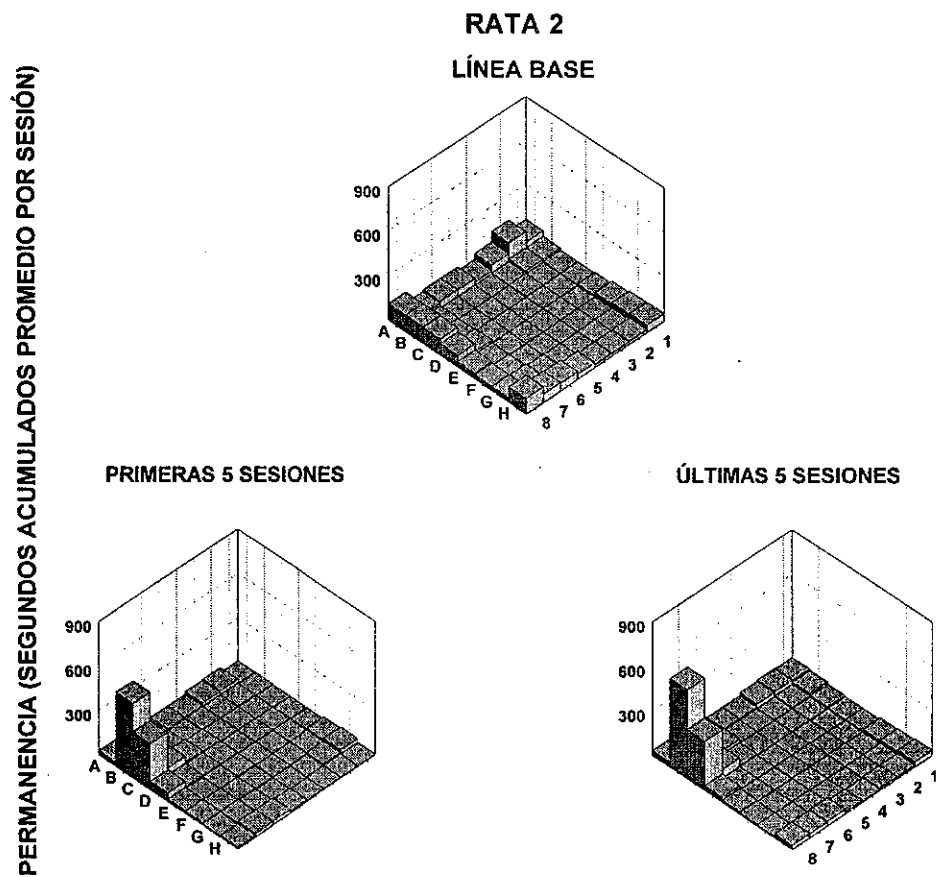 RATA 2
LÍNEA BASE
PERMANENCIA (SEGUNDOS ACUMULADOS PROMEDIO POR SESIÓN)
900
600
300
A B C D E F G H
8 7 6 5 4 3 2 1
PRIMERAS 5 SESIONES
900
600
300
A B C D E F G H
ÚLTIMAS 5 SESIONES
900
600
300
8 7 6 5 4 3 2 1